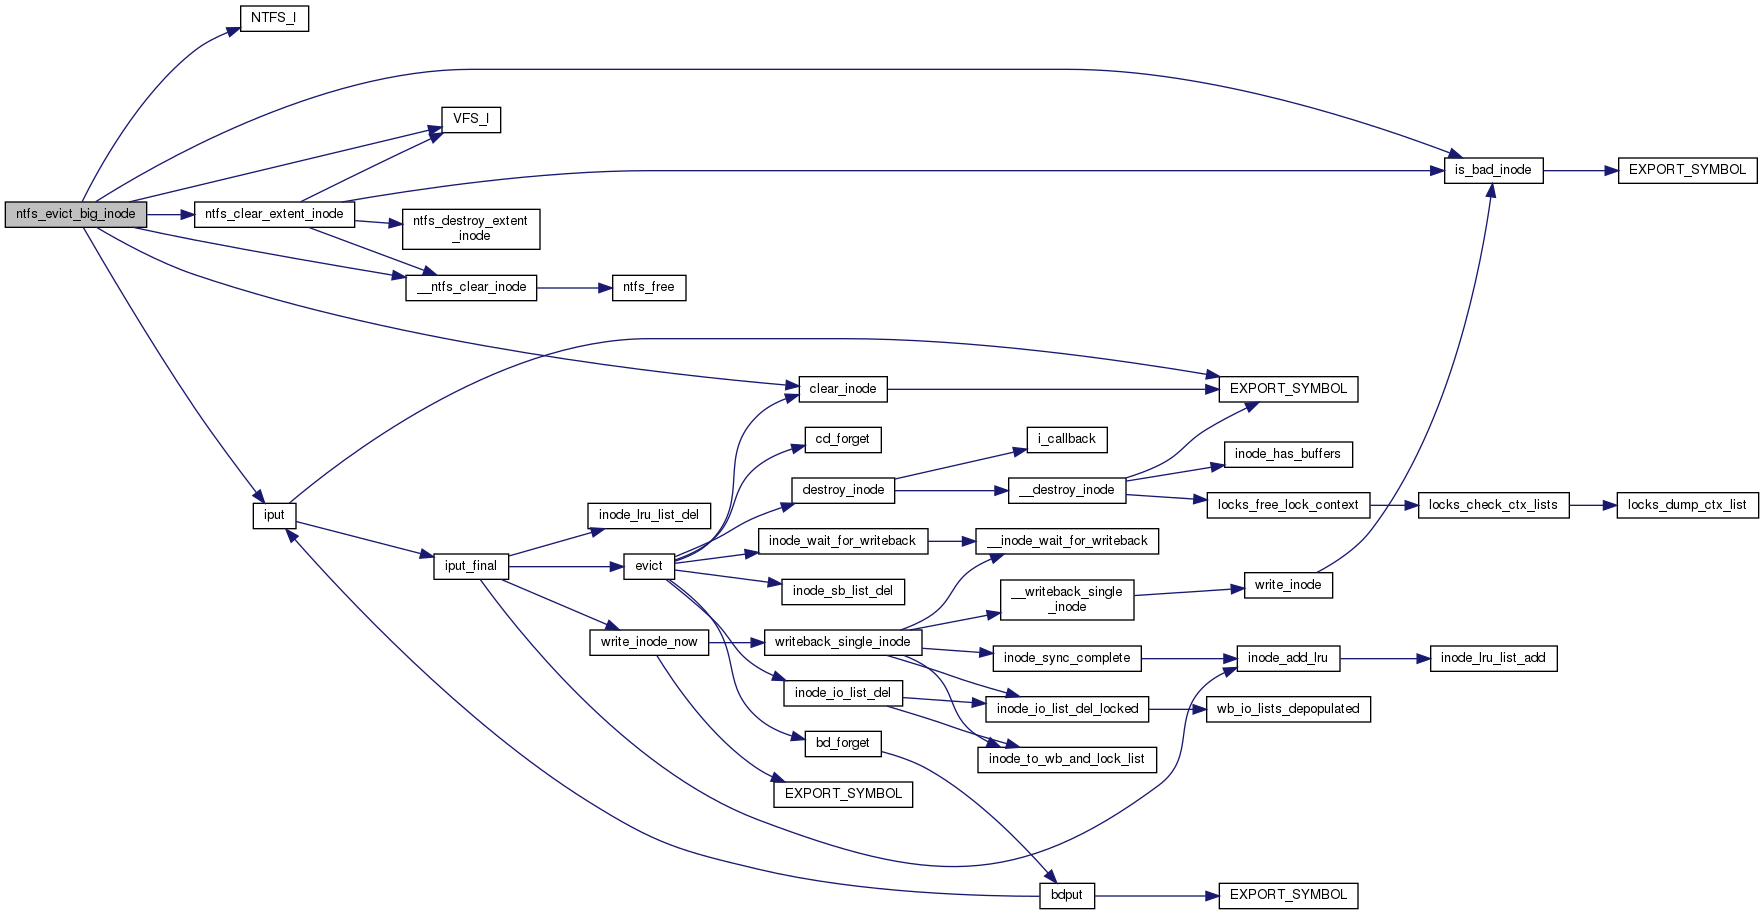 NTFS_I
VFS_I
is_bad_inode
EXPORT_SYMBOL
ntfs_evict_big_inode
ntfs_clear_extent_inode
ntfs_destroy_extent
_inode
__ntfs_clear_inode
ntfs_free
clear_inode
EXPORT_SYMBOL
cd_forget
i_callback
inode_has_buffers
destroy_inode
__destroy_inode
locks_free_lock_context
locks_check_ctx_lists
locks_dump_ctx_list
iput
inode_lru_list_del
inode_wait_for_writeback
__inode_wait_for_writeback
iput_final
evict
inode_sb_list_del
__writeback_single
_inode
write_inode
write_inode_now
writeback_single_inode
inode_sync_complete
inode_add_lru
inode_lru_list_add
inode_io_list_del
inode_io_list_del_locked
wb_io_lists_depopulated
bd_forget
inode_to_wb_and_lock_list
EXPORT_SYMBOL
bdput
EXPORT_SYMBOL